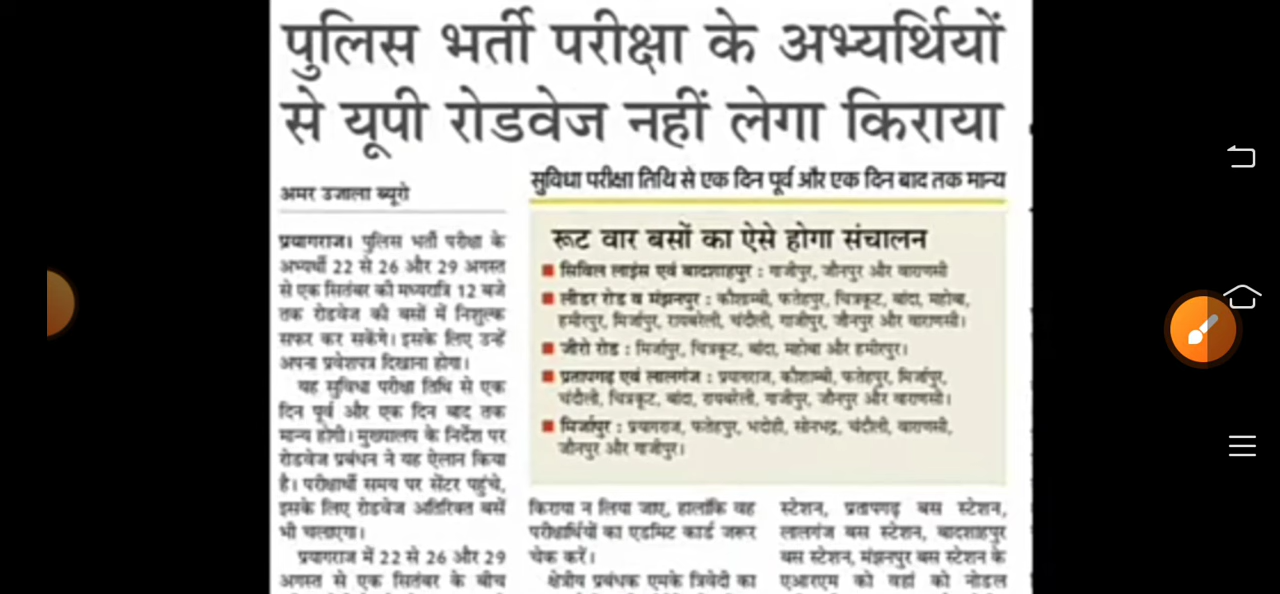 पुलिस भर्ती परीक्षा के अभ्यर्थियों
से यूपी रोडवेज नहीं लेगा किराया
अमर उजाला ब्यूरो
प्रयागराज। पुलिस भर्ती परीक्षा के
अभ्यर्थी 22 से 26 और 29 अगस्त
से एक सितंबर की मध्यरात्रि 12 बजे
तक रोडवेज की बसों में निशुल्क
सफर कर सकेंगे। इसके लिए उन्हें
अपना प्रवेशपत्र दिखाना होगा।
यह सुविधा परीक्षा तिथि से एक
दिन पूर्व और एक दिन बाद तक
मान्य होगी। मुख्यालय के निर्देश पर
रोडवेज प्रबंधन ने यह ऐलान किया
है। परीक्षार्थी समय पर सेंटर पहुंचे,
इसके लिए रोडवेज अतिरिक्त बसें
भी चलाएगा।
प्रयागराज में 22 से 26 और 29
अगस्त से एक सितंबर के बीच
सुविधा परीक्षा तिथि से एक दिन पूर्व और एक दिन बाद तक मान्य
रूट वार बसों का ऐसे होगा संचालन
सिविल लाइंस एवं बादशाहपुर : गाजीपुर, जौनपुर और वाराणसी
लीडर रोड व मंझनपुर : कौशाम्बी, फतेहपुर, चित्रकूट, बांदा, महोबा,
हमीरपुर, मिर्जापुर, रायबरेली, चंदौली, गाजीपुर, जौनपुर और वाराणसी।
जीरो रोड : मिर्जापुर, चित्रकूट, बांदा, महोबा और हमीरपुर।
प्रतापगढ़ एवं लालगंज : प्रयागराज, कौशाम्बी, फतेहपुर, मिर्जापुर,
चंदौली, चित्रकूट, बांदा, रायबरेली, गाजीपुर, जौनपुर और वाराणसी।
मिर्जापुर : प्रयागराज, फतेहपुर, भदोही, सोनभद्र, चंदौली, वाराणसी,
जौनपुर और गाजीपुर।
किराया न लिया जाए, हालांकि वह
परीक्षार्थियों का एडमिट कार्ड जरूर
चेक करें।
क्षेत्रीय प्रबंधक एमके त्रिवेदी का
स्टेशन, प्रतापगढ़ बस स्टेशन,
लालगंज बस स्टेशन, बादशाहपुर
बस स्टेशन, मंझनपुर बस स्टेशन के
एआरएम को वहां को नोडल